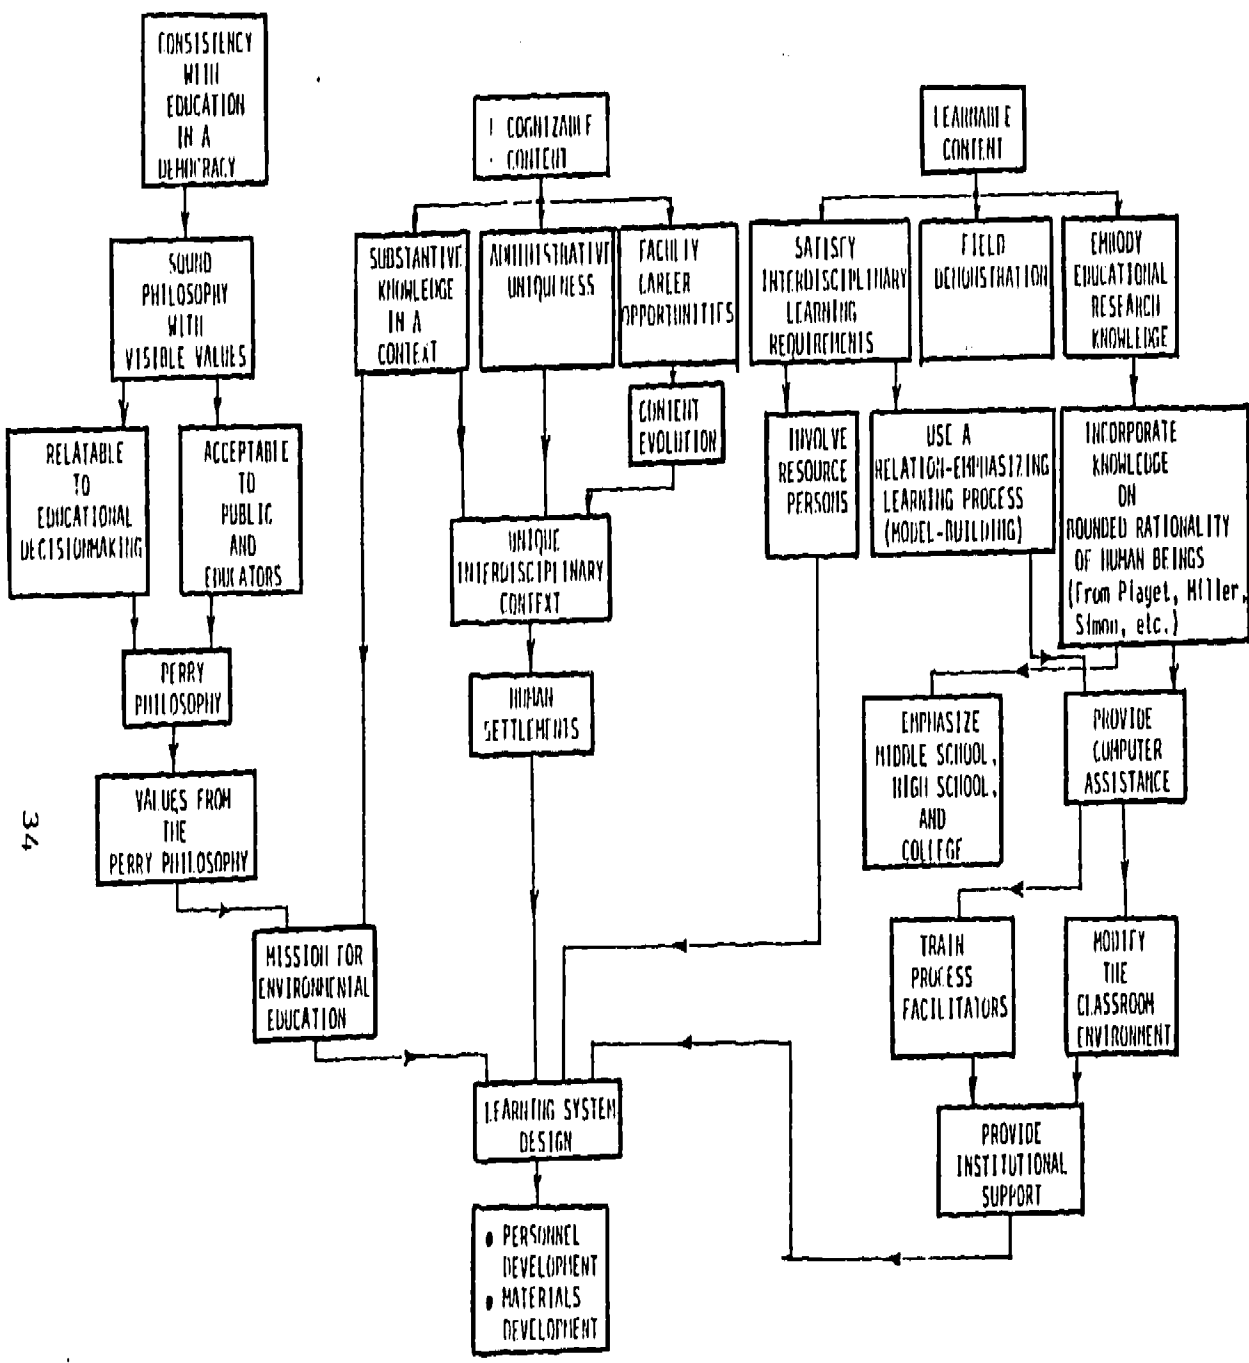 CONSISTENCY
WITH
EDUCATION
IN A
DEMOCRACY
COGNIZABLE
CONTENT
LEARNABLE
CONTENT
SOUND
PHILOSOPHY
WITH
VISIBLE VALUES
SUBSTANTIVE
KNOWLEDGE
IN A
CONTEXT
ADMINISTRATIVE
UNIQUENESS
FACULTY
CAREER
OPPORTUNITIES
SATISFY
INTERDISCIPLINARY
LEARNING
REQUIREMENTS
FIELD
DEMONSTRATION
EMBODY
EDUCATIONAL
RESEARCH
KNOWLEDGE
RELATABLE
TO
EDUCATIONAL
DECISIONMAKING
ACCEPTABLE
TO
PUBLIC
AND
EDUCATORS
CONTENT
EVOLUTION
INVOLVE
RESOURCE
PERSONS
USE A
RELATION-EMPHASIZING
LEARNING PROCESS
(MODEL-BUILDING)
INCORPORATE
KNOWLEDGE
ON
BOUNDED RATIONALITY
OF HUMAN BEINGS
(From Piayet, Miller,
Simon, etc.)
UNIQUE
INTERDISCIPLINARY
CONTEXT
PERRY
PHILOSOPHY
HUMAN
SETTLEMENTS
EMPHASIZE
MIDDLE SCHOOL,
HIGH SCHOOL,
AND
COLLEGE
PROVIDE
COMPUTER
ASSISTANCE
VALUES FROM
THE
PERRY PHILOSOPHY
34
MISSION FOR
ENVIRONMENTAL
EDUCATION
TRAIN
PROCESS
FACILITATORS
MODIFY
THE
CLASSROOM
ENVIRONMENT
LEARNING SYSTEM
DESIGN
PROVIDE
INSTITUTIONAL
SUPPORT
• PERSONNEL
DEVELOPMENT
• MATERIALS
DEVELOPMENT